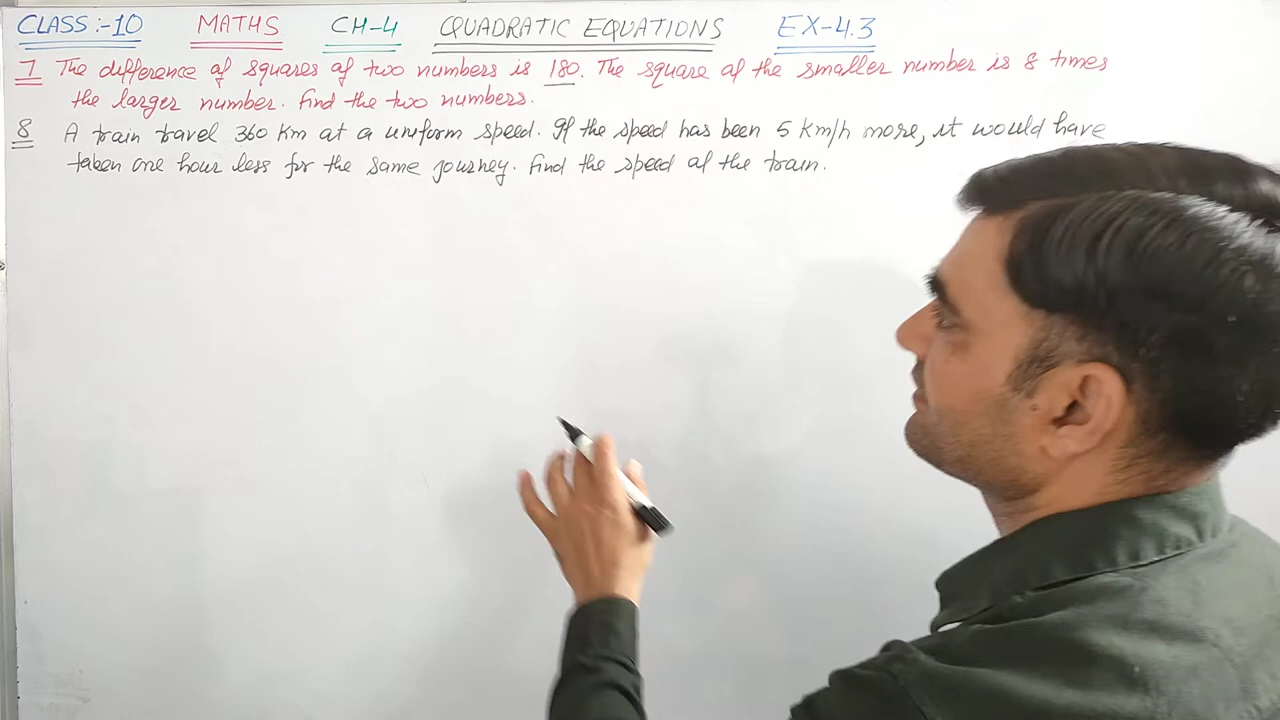 CLASS:-10 MATHS CH-4 QUADRATIC EQUATIONS EX-4.3
7 The difference of squares of two numbers is 180. The square of the smaller number is 8 times
the larger number. Find the two numbers.
8 A train travel 360 Km at a uniform speed. If the speed has been 5 Km/h more, it would have
taken one hour less for the same journey. Find the speed of the train.